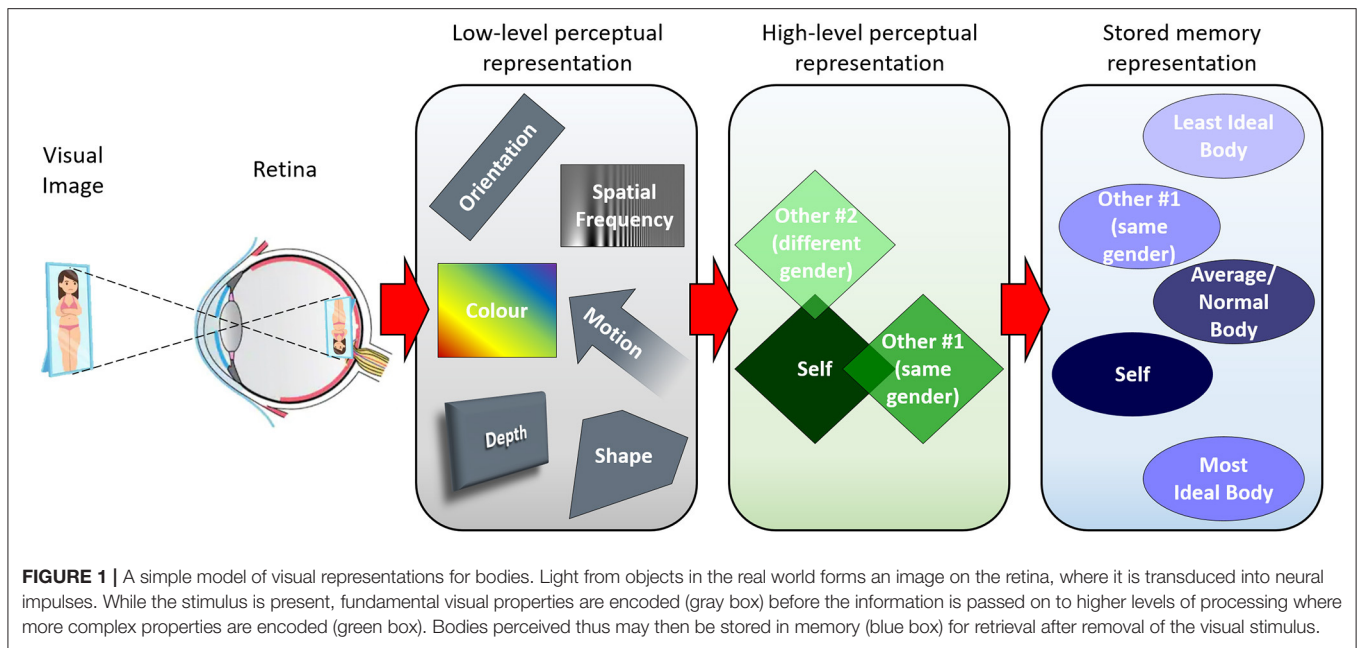 Visual
Image
Retina
Low-level perceptual
representation
Orientation
Spatial
Frequency
Colour
Motion
Depth
Shape
High-level perceptual
representation
Other #2
(different
gender)
Self
Other #1
(same
gender)
Stored memory
representation
Least Ideal
Body
Other #1
(same
gender)
Average/
Normal
Body
Self
Most
Ideal Body
FIGURE 1 | A simple model of visual representations for bodies. Light from objects in the real world forms an image on the retina, where it is transduced into neural
impulses. While the stimulus is present, fundamental visual properties are encoded (gray box) before the information is passed on to higher levels of processing where
more complex properties are encoded (green box). Bodies perceived thus may then be stored in memory (blue box) for retrieval after removal of the visual stimulus.